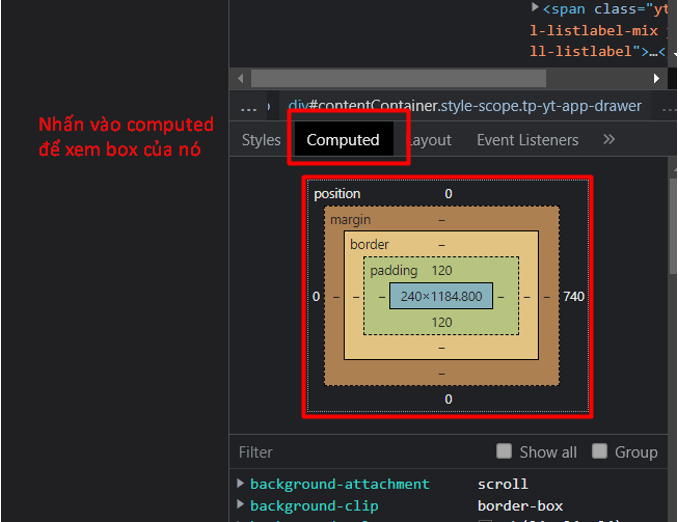 <span class="yt
l-listlabel-mix
ll-listlabel">…<
... div#contentContainer.style-scope.tp-yt-app-drawer ...
Nhấn vào computed
để xem box của nó
Styles Computed Layout Event Listeners »
position 0
margin –
border –
padding 120
0 – – – 240×1184.800 – – – 740
120
–
–
0
Filter Show all Group
background-attachment scroll
background-clip border-box